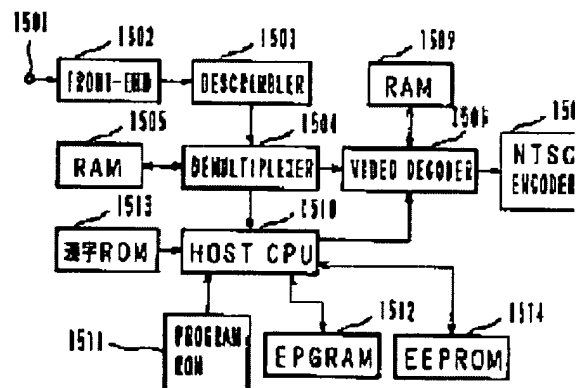 1501
1502
1503
1509
FRONT-END
DESCRAMBLER
RAM
1505
1504
RAM
DEMULTIPLEXER
VIDEO DECODER
NTSC
ENCODER
1513
1510
漢字ROM
HOST CPU
1511
PROGRAM
ROM
1512
EPGRAM
1514
EEPROM